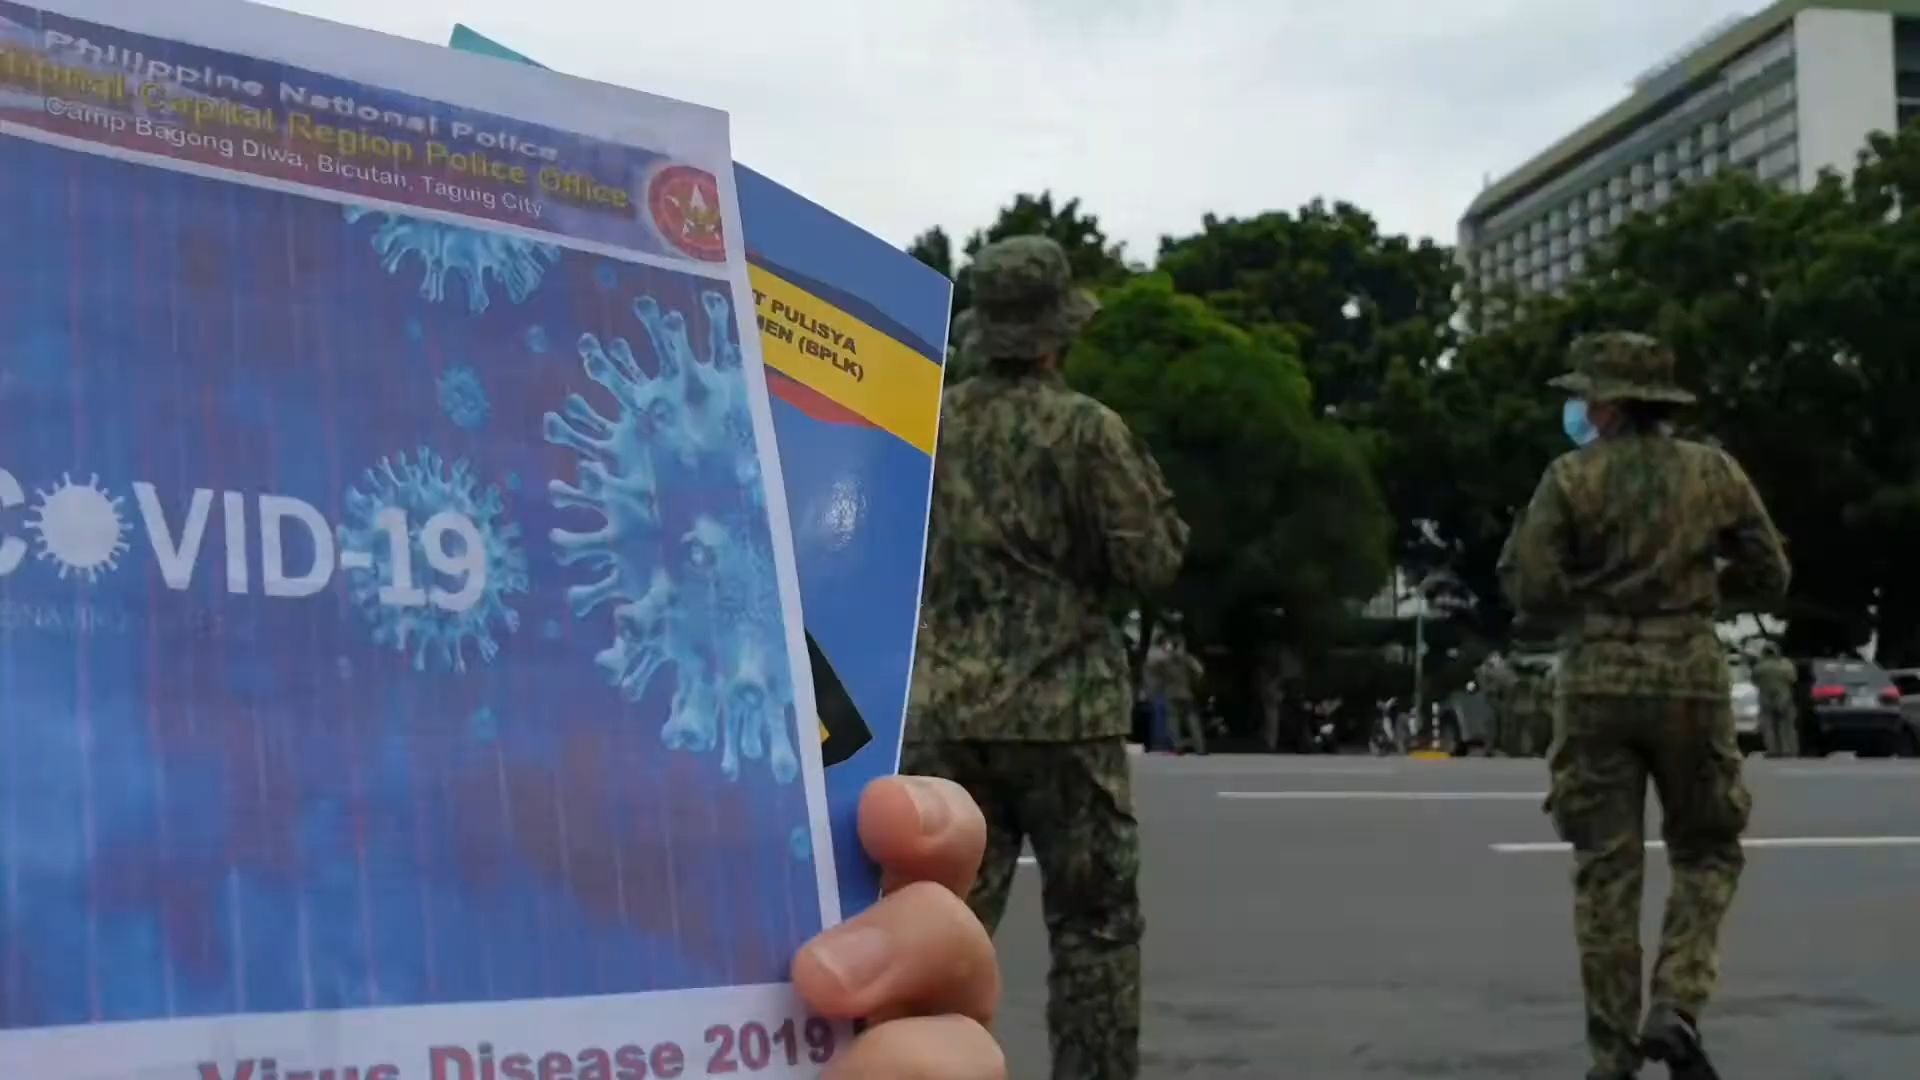 Philippine National Police
Capital Region Police Office
Camp Bagong Diwa, Bicutan, Taguig City
T PULISYA
MEN (BPLK)
COVID-19
Virus Disease 2019